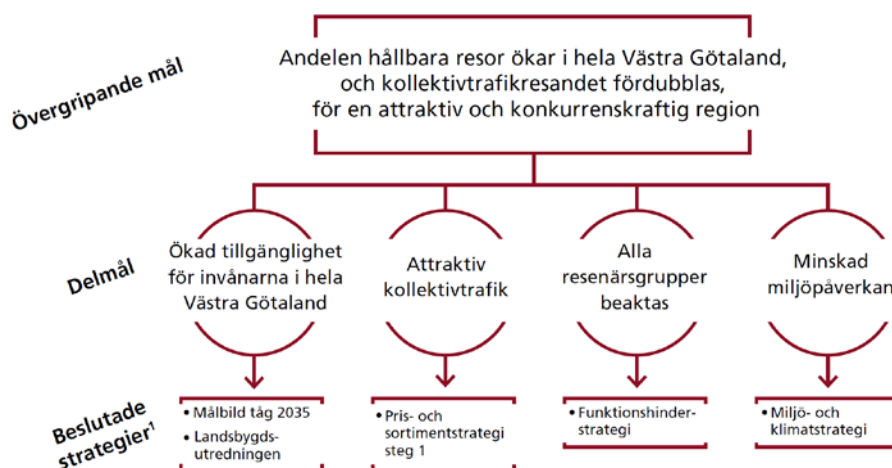 Övergripande mål
Andelen hållbara resor ökar i hela Västra Götaland,
och kollektivtrafikresandet fördubblas,
för en attraktiv och konkurrenskraftig region
Delmål
Ökad tillgänglighet
för invånarna i hela
Västra Götaland
Attraktiv
kollektivtrafik
Alla
resenärsgrupper
beaktas
Minskad
miljöpåverkan
Beslutade
strategier¹
• Målbild tåg 2035
• Landsbygds-
utredningen
• Pris- och
sortimentstrategi
steg 1
• Funktionshinder-
strategi
• Miljö- och
klimatstrategi